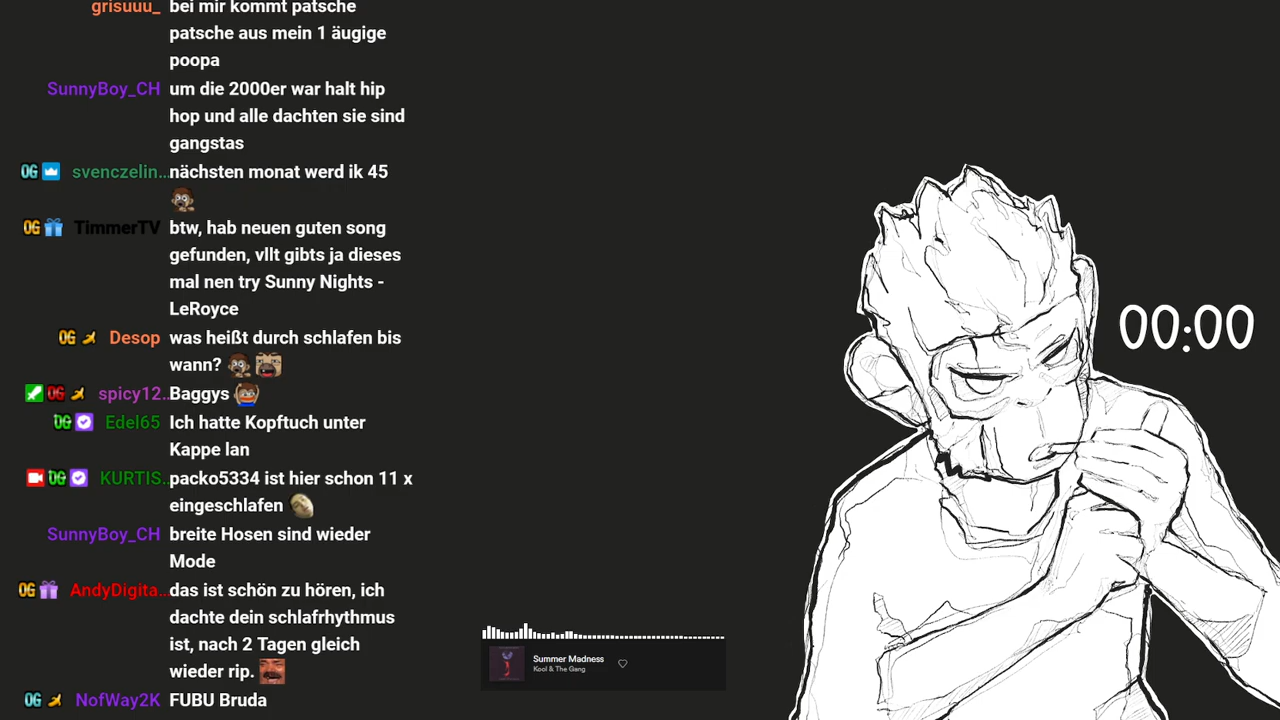 grisuuu_ bei mir kommt patsche
patsche aus mein 1 äugige
poopa
SunnyBoy_CH um die 2000er war halt hip
hop und alle dachten sie sind
gangstas
OG svenczelin... nächsten monat werd ik 45
OG TimmerTV btw, hab neuen guten song
gefunden, vllt gibts ja dieses
mal nen try Sunny Nights -
LeRoyce
OG Desop was heißt durch schlafen bis
wann?
OG spicy12... Baggys
OG Edel65 Ich hatte Kopftuch unter
Kappe lan
OG KURTIS... packo5334 ist hier schon 11 x
eingeschlafen
SunnyBoy_CH breite Hosen sind wieder
Mode
OG AndyDigita... das ist schön zu hören, ich
dachte dein schlafrhythmus
ist, nach 2 Tagen gleich
wieder rip.
OG NofWay2K FUBU Bruda
00:00
Summer Madness
Kool & The Gang